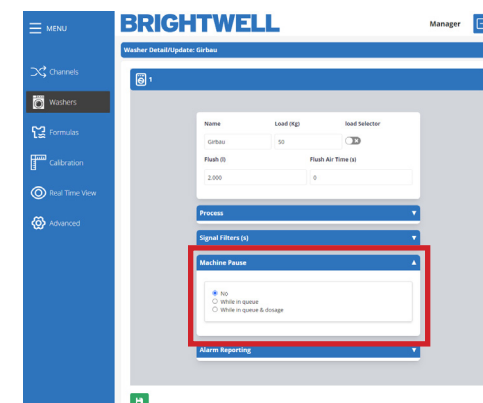 MENU
BRIGHTWELL
Manager
Washer Detail/Update: Girbau
Channels
1
Washers
Name
Load (Kg)
load Selector
Formulas
Girbau
50
Flush (l)
Flush Air Time (s)
Calibration
2.000
0
Real Time View
Process
Advanced
Signal Filters (s)
Machine Pause
No
While in queue
While in queue & dosage
Alarm Reporting